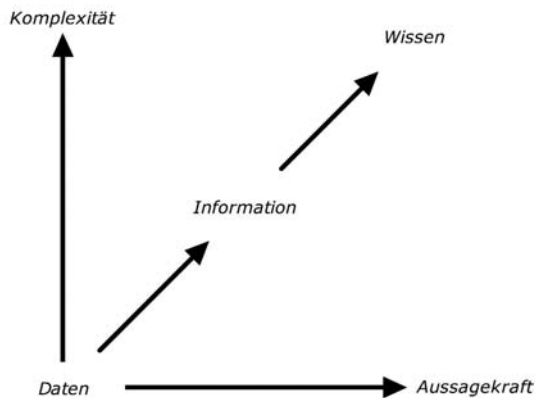 Komplexität
Wissen
Information
Daten
Aussagekraft